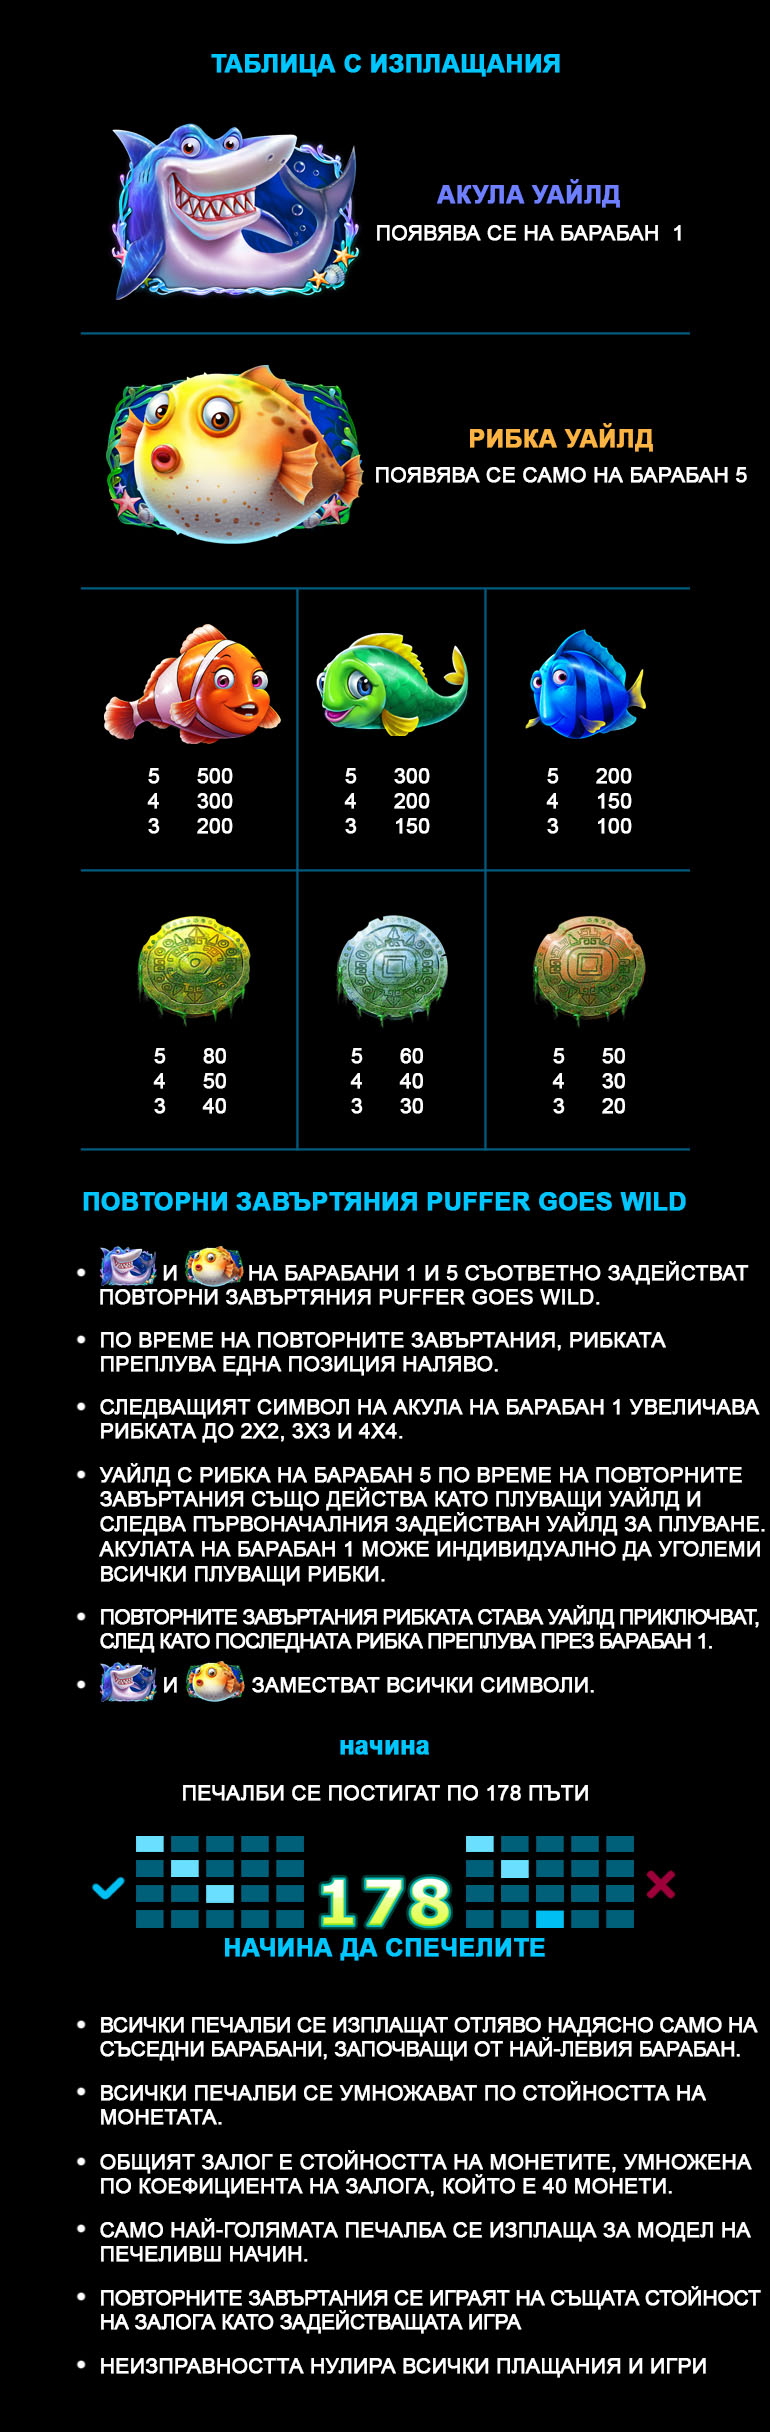 ТАБЛИЦА С ИЗПЛАЩАНИЯ
АКУЛА УАЙЛД
ПОЯВЯВА СЕ НА БАРАБАН 1
РИБКА УАЙЛД
ПОЯВЯВА СЕ САМО НА БАРАБАН 5
5 500 5 300 5 200
4 300 4 200 4 150
3 200 3 150 3 100
5 80 5 60 5 50
4 50 4 40 4 30
3 40 3 30 3 20
ПОВТОРНИ ЗАВЪРТЯНИЯ PUFFER GOES WILD
• И НА БАРАБАНИ 1 И 5 СЪОТВЕТНО ЗАДЕЙСТВАТ
ПОВТОРНИ ЗАВЪРТЯНИЯ PUFFER GOES WILD.
• ПО ВРЕМЕ НА ПОВТОРНИТЕ ЗАВЪРТАНИЯ, РИБКАТА
ПРЕПЛУВА ЕДНА ПОЗИЦИЯ НАЛЯВО.
• СЛЕДВАЩИЯТ СИМВОЛ НА АКУЛА НА БАРАБАН 1 УВЕЛИЧАВА
РИБКАТА ДО 2X2, 3X3 И 4X4.
• УАЙЛД С РИБКА НА БАРАБАН 5 ПО ВРЕМЕ НА ПОВТОРНИТЕ
ЗАВЪРТАНИЯ СЪЩО ДЕЙСТВА КАТО ПЛУВАЩИ УАЙЛД И
СЛЕДВА ПЪРВОНАЧАЛНИЯ ЗАДЕЙСТВАН УАЙЛД ЗА ПЛУВАНЕ.
АКУЛАТА НА БАРАБАН 1 МОЖЕ ИНДИВИДУАЛНО ДА УГОЛЕМИ
ВСИЧКИ ПЛУВАЩИ РИБКИ.
• ПОВТОРНИТЕ ЗАВЪРТАНИЯ РИБКАТА СТАВА УАЙЛД ПРИКЛЮЧВАТ,
СЛЕД КАТО ПОСЛЕДНАТА РИБКА ПРЕПЛУВА ПРЕЗ БАРАБАН 1.
• И ЗАМЕСТВАТ ВСИЧКИ СИМВОЛИ.
начина
ПЕЧАЛБИ СЕ ПОСТИГАТ ПО 178 ПЪТИ
178
НАЧИНА ДА СПЕЧЕЛИТЕ
• ВСИЧКИ ПЕЧАЛБИ СЕ ИЗПЛАЩАТ ОТЛЯВО НАДЯСНО САМО НА
СЪСЕДНИ БАРАБАНИ, ЗАПОЧВАЩИ ОТ НАЙ-ЛЕВИЯ БАРАБАН.
• ВСИЧКИ ПЕЧАЛБИ СЕ УМНОЖАВАТ ПО СТОЙНОСТТА НА
МОНЕТАТА.
• ОБЩИЯТ ЗАЛОГ Е СТОЙНОСТТА НА МОНЕТИТЕ, УМНОЖЕНА
ПО КОЕФИЦИЕНТА НА ЗАЛОГА, КОЙТО Е 40 МОНЕТИ.
• САМО НАЙ-ГОЛЯМАТА ПЕЧАЛБА СЕ ИЗПЛАЩА ЗА МОДЕЛ НА
ПЕЧЕЛИВШ НАЧИН.
• ПОВТОРНИТЕ ЗАВЪРТАНИЯ СЕ ИГРАЯТ НА СЪЩАТА СТОЙНОСТ
НА ЗАЛОГА КАТО ЗАДЕЙСТВАЩАТА ИГРА
• НЕИЗПРАВНОСТТА НУЛИРА ВСИЧКИ ПЛАЩАНИЯ И ИГРИ